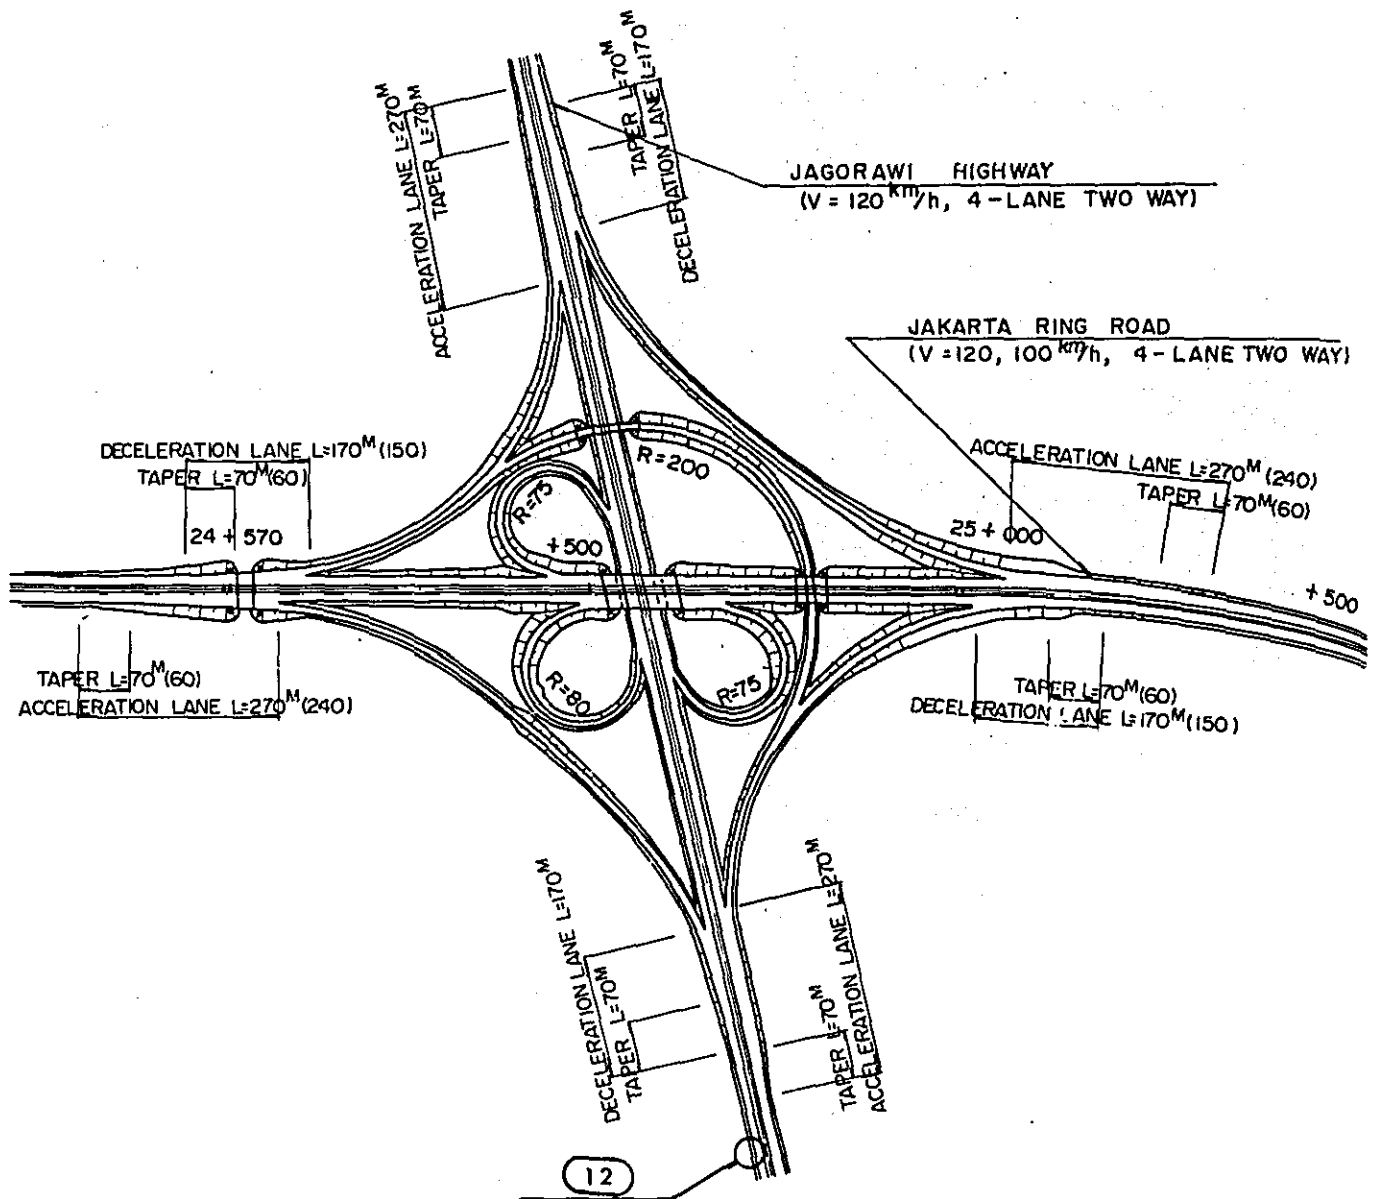 ACCELERATION LANE L=270M
TAPER L=70M
TAPER L=70M
DECELERATION LANE L=170M
JAGORAWI HIGHWAY
(V = 120 km/h, 4-LANE TWO WAY)
JAKARTA RING ROAD
(V = 120, 100 km/h, 4-LANE TWO WAY)
DECELERATION LANE L=170M (150)
TAPER L=70M (60)
24 + 570
ACCELERATION LANE L=270M (240)
TAPER L=70M (60)
25 + 000
+ 500
R=200
R=75
+500
R=80
R=75
TAPER L=70M (60)
ACCELERATION LANE L=270M (240)
TAPER L=70M (60)
DECELERATION LANE L=170M (150)
DECELERATION LANE L=170M
TAPER L=70M
TAPER L=70M
ACCELERATION LANE L=270M
12